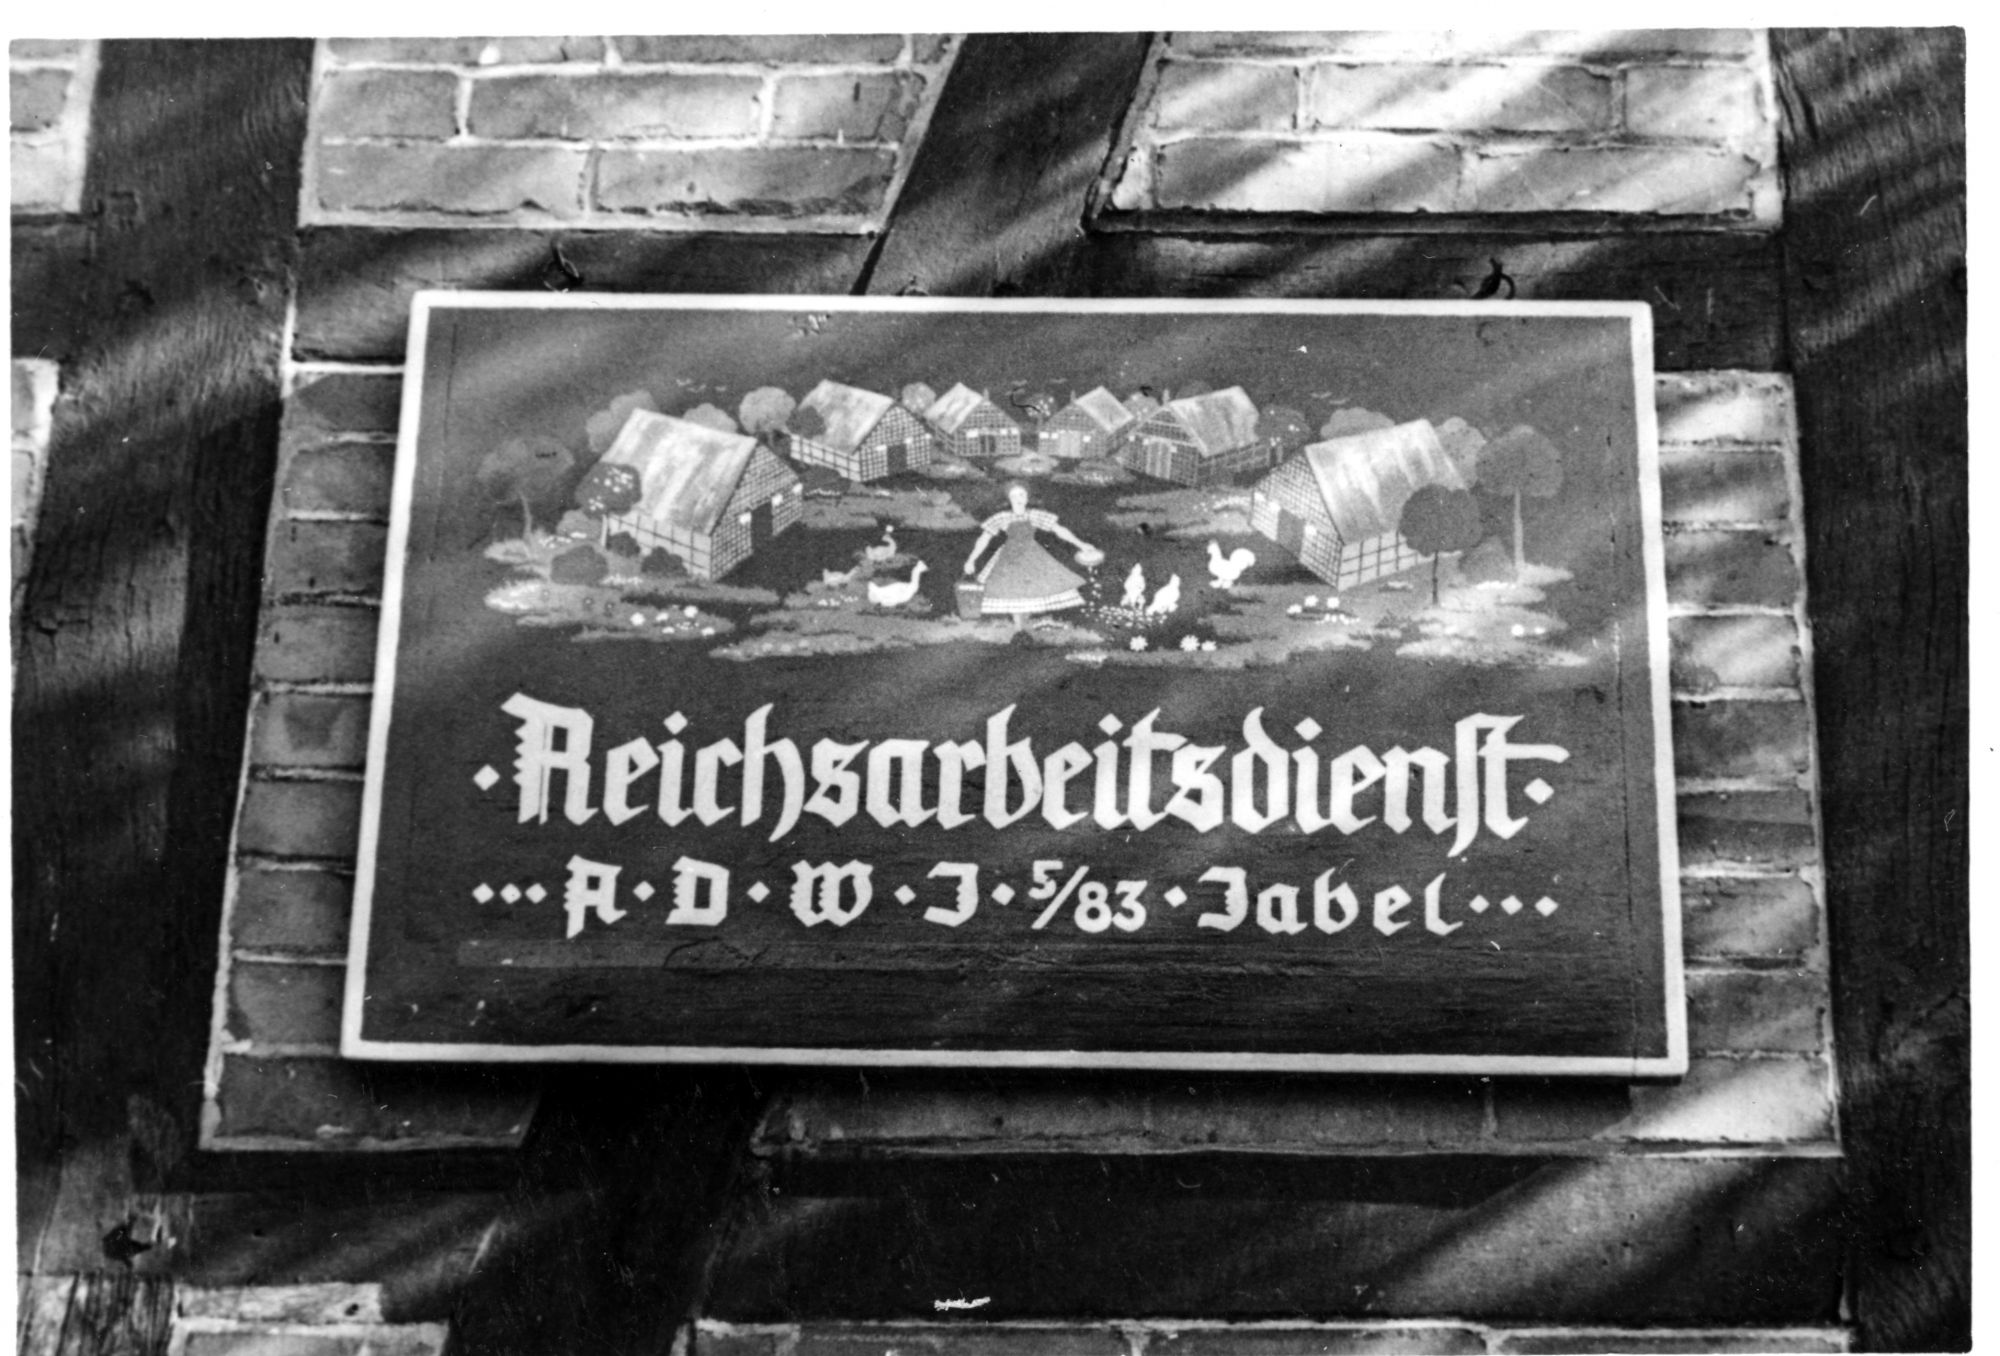 ·Reichsarbeitsdienst·
···A·D·W·J·5/83·Jabel···